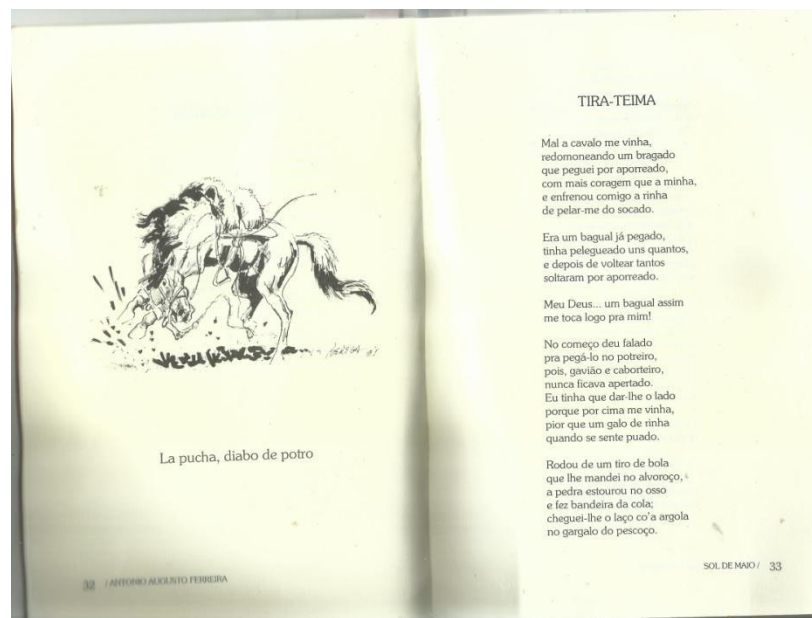 La pucha, diabo de potro
32 / ANTONIO AUGUSTO FERREIRA
TIRA-TEIMA
Mal a cavalo me vinha,
redomoneando um bragado
que peguei por aporreado,
com mais coragem que a minha,
e enfrenou comigo a rinha
de pelar-me do socado.
Era um bagual já pegado,
tinha pelegueado uns quantos,
e depois de voltear tantos
soltaram por aporreado.
Meu Deus... um bagual assim
me toca logo pra mim!
No começo deu falado
pra pegá-lo no potreiro,
pois, gavião e caborteiro,
nunca ficava apertado.
Eu tinha que dar-lhe o lado
porque por cima me vinha,
pior que um galo de rinha
quando se sente puado.
Rodou de um tiro de bola
que lhe mandei no alvoroço,
a pedra estourou no osso
e fez bandeira da cola;
cheguei-lhe o laço co'a argola
no gargalo do pescoço.
SOL DE MAIO / 33